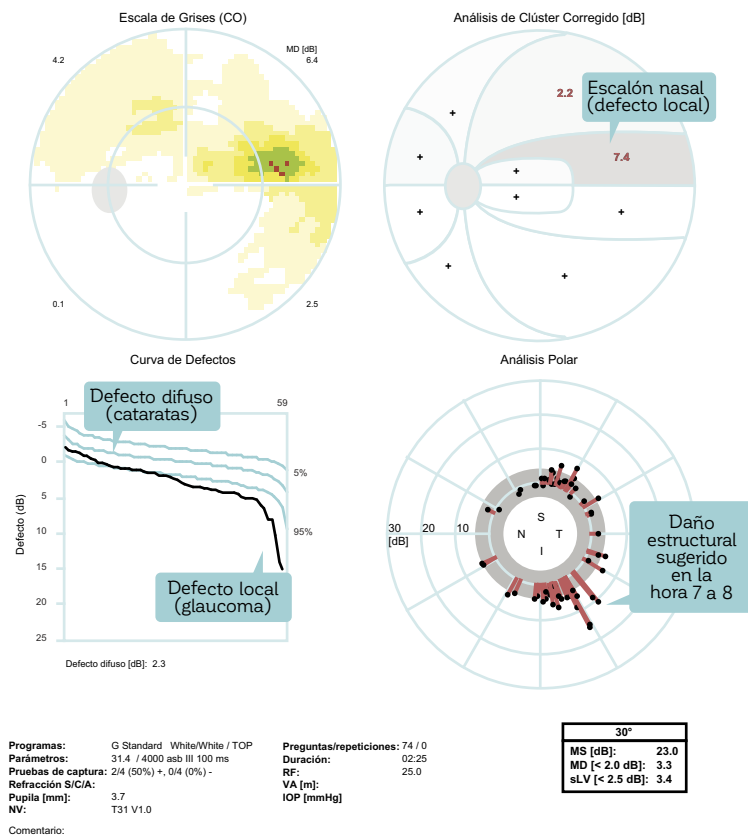 Escala de Grises (CO)
MD [dB]
4.2
6.4
0.1
2.5
Análisis de Clúster Corregido [dB]
2.2
Escalón nasal
(defecto local)
7.4
Curva de Defectos
1
59
Defecto difuso
(cataratas)
-5
0
5
10
15
20
25
Defecto (dB)
5%
95%
Defecto local
(glaucoma)
Defecto difuso [dB]: 2.3
Análisis Polar
30
[dB]
20
10
S
N
T
I
Daño
estructural
sugerido
en la
hora 7 a 8
Programas: G Standard White/White / TOP
Parámetros: 31.4 / 4000 asb III 100 ms
Pruebas de captura: 2/4 (50%) +, 0/4 (0%) -
Refracción S/C/A:
Pupila [mm]: 3.7
NV: T31 V1.0
Comentario:
Preguntas/repeticiones: 74 / 0
Duración: 02:25
RF: 25.0
VA [m]:
IOP [mmHg]
30°
MS [dB]: 23.0
MD [< 2.0 dB]: 3.3
sLV [< 2.5 dB]: 3.4